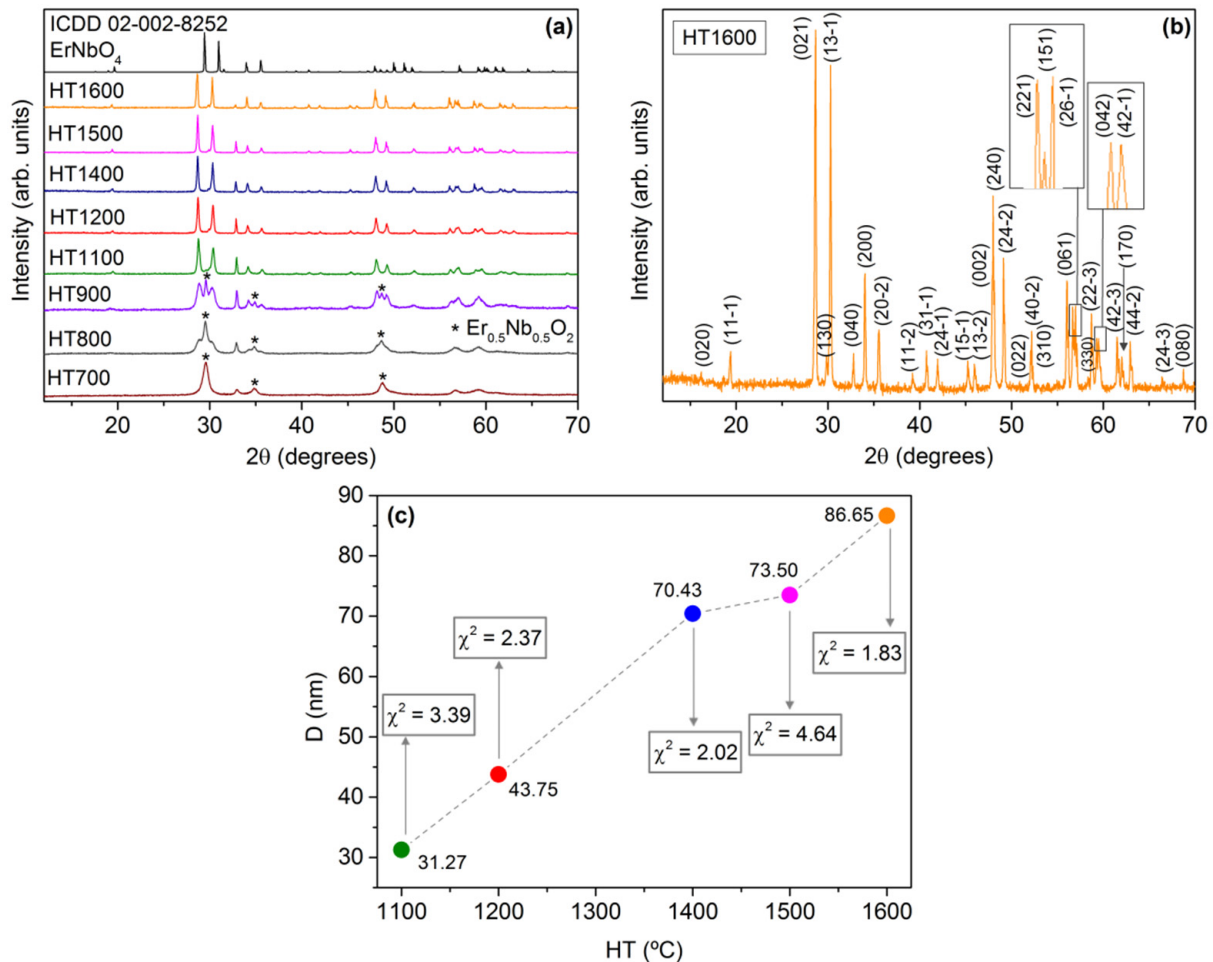 ICDD 02-002-8252
(a)
ErNbO₄
HT1600
HT1500
HT1400
HT1200
HT1100
HT900
HT800
HT700
* * * * * * * * *
* Er₀.₅Nb₀.₅O₂
Intensity (arb. units)
30 40 50 60 70
20
2θ (degrees)
(b)
HT1600
Intensity (arb. units)
(020)
(11-1)
(021)
(130)
(13-1)
(040)
(200)
(20-2)
(11-2)
(31-1)
(24-1)
(15-1)
(13-2)
(002)
(240)
(24-2)
(022)
(40-2)
(310)
(061)
(221)
(151)
(26-1)
(330)
(22-3)
(042)
(42-1)
(42-3)
(170)
(44-2)
(24-3)
(080)
20 30 40 50 60 70
2θ (degrees)
(c)
D (nm)
90
80
70
60
50
40
30
31.27
43.75
70.43
73.50
86.65
χ² = 3.39
χ² = 2.37
χ² = 2.02
χ² = 4.64
χ² = 1.83
1100 1200 1300 1400 1500 1600
HT (ºC)